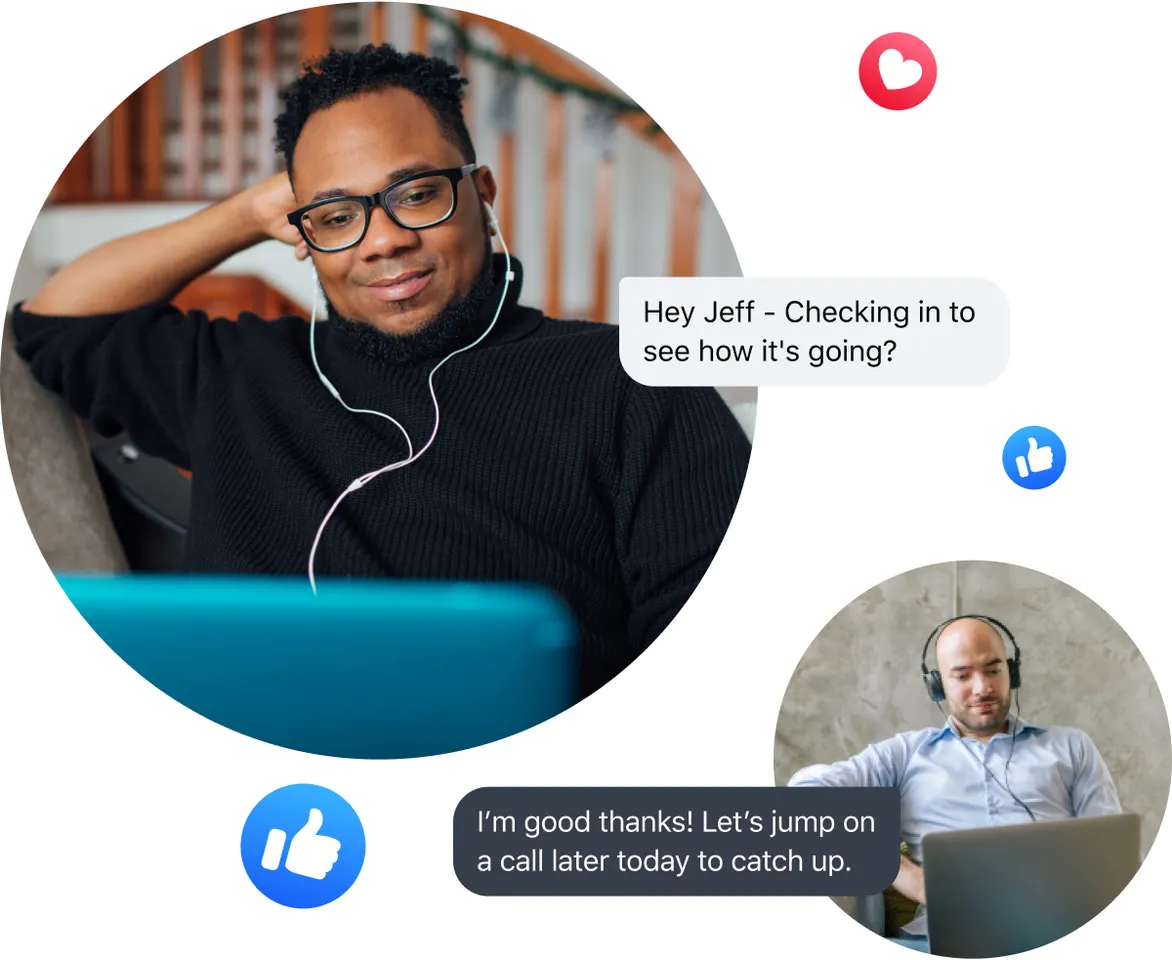 Hey Jeff - Checking in to
see how it's going?
I’m good thanks! Let’s jump on
a call later today to catch up.